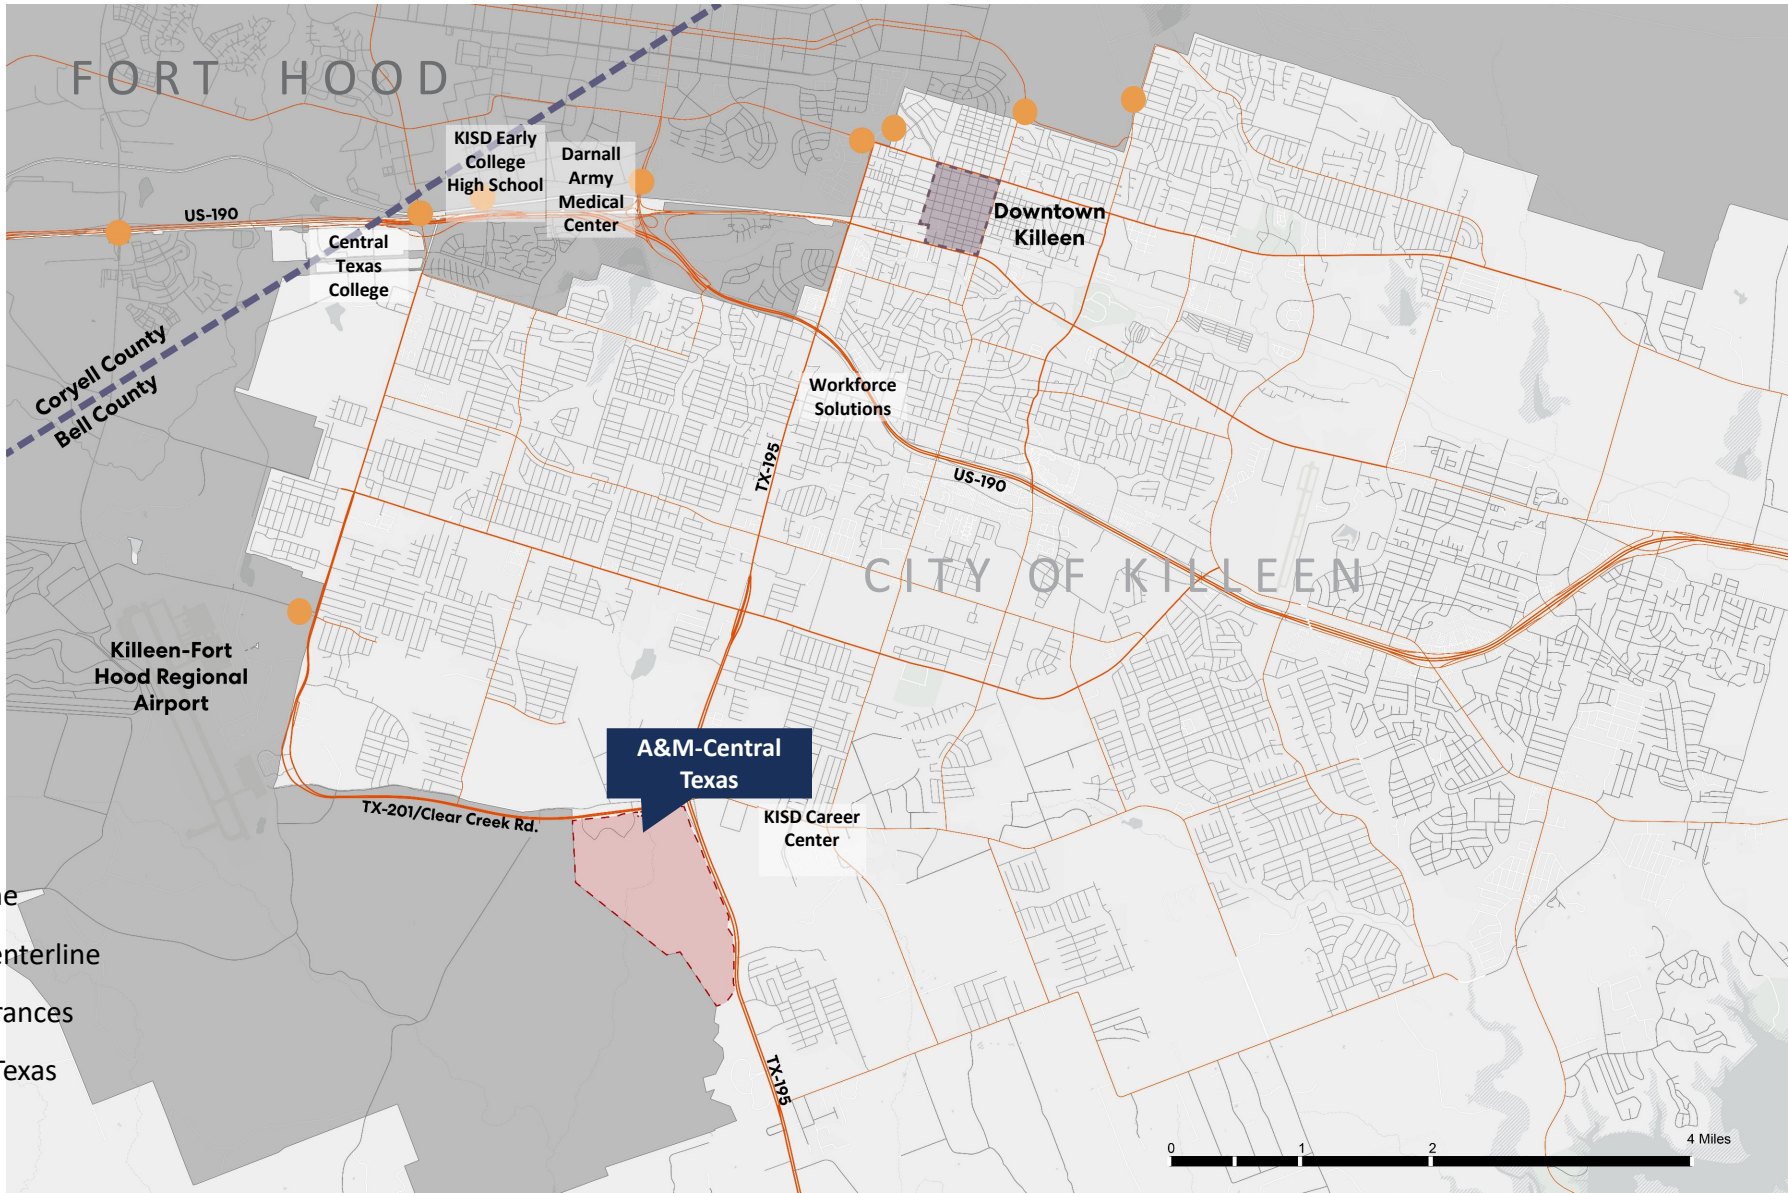 FORT HOOD
KISD Early
College
High School
Darnall
Army
Medical
Center
US-190
Central
Texas
College
Downtown
Killeen
Coryell County
Bell County
Workforce
Solutions
TX-195
US-190
CITY OF KILLEEN
Killeen-Fort
Hood Regional
Airport
A&M-Central
Texas
TX-201/Clear Creek Rd.
KISD Career
Center
enterline
rances
Texas
TX-195
0 1 2 4 Miles